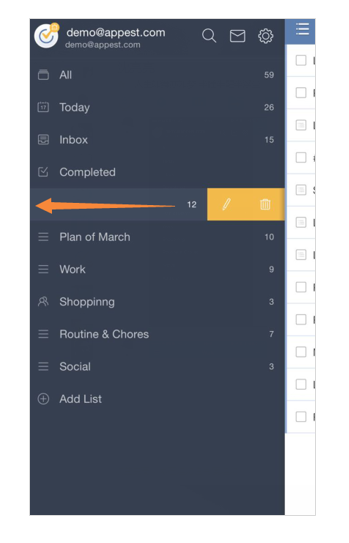 demo@appest.com
demo@appest.com
All 59
17 Today 26
Inbox 15
Completed
12
Plan of March 10
Work 9
Shoppinng 3
Routine & Chores 7
Social 3
Add List